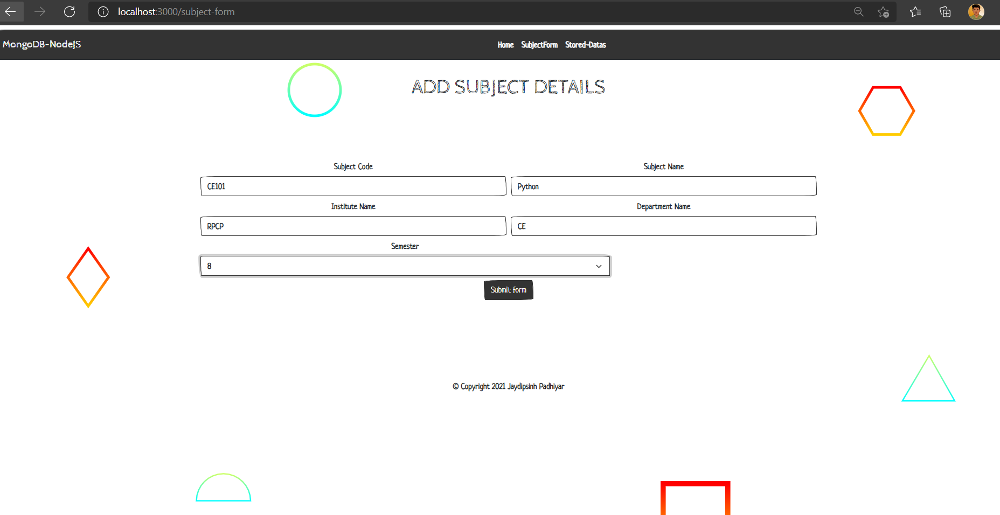 localhost:3000/subject-form
MongoDB-NodeJS
Home SubjectForm Stored-Datas
ADD SUBJECT DETAILS
Subject Code Subject Name
CE101 Python
Institute Name Department Name
RPCP CE
Semester
8
Submit form
© Copyright 2021 Jaydipsinh Padhiyar